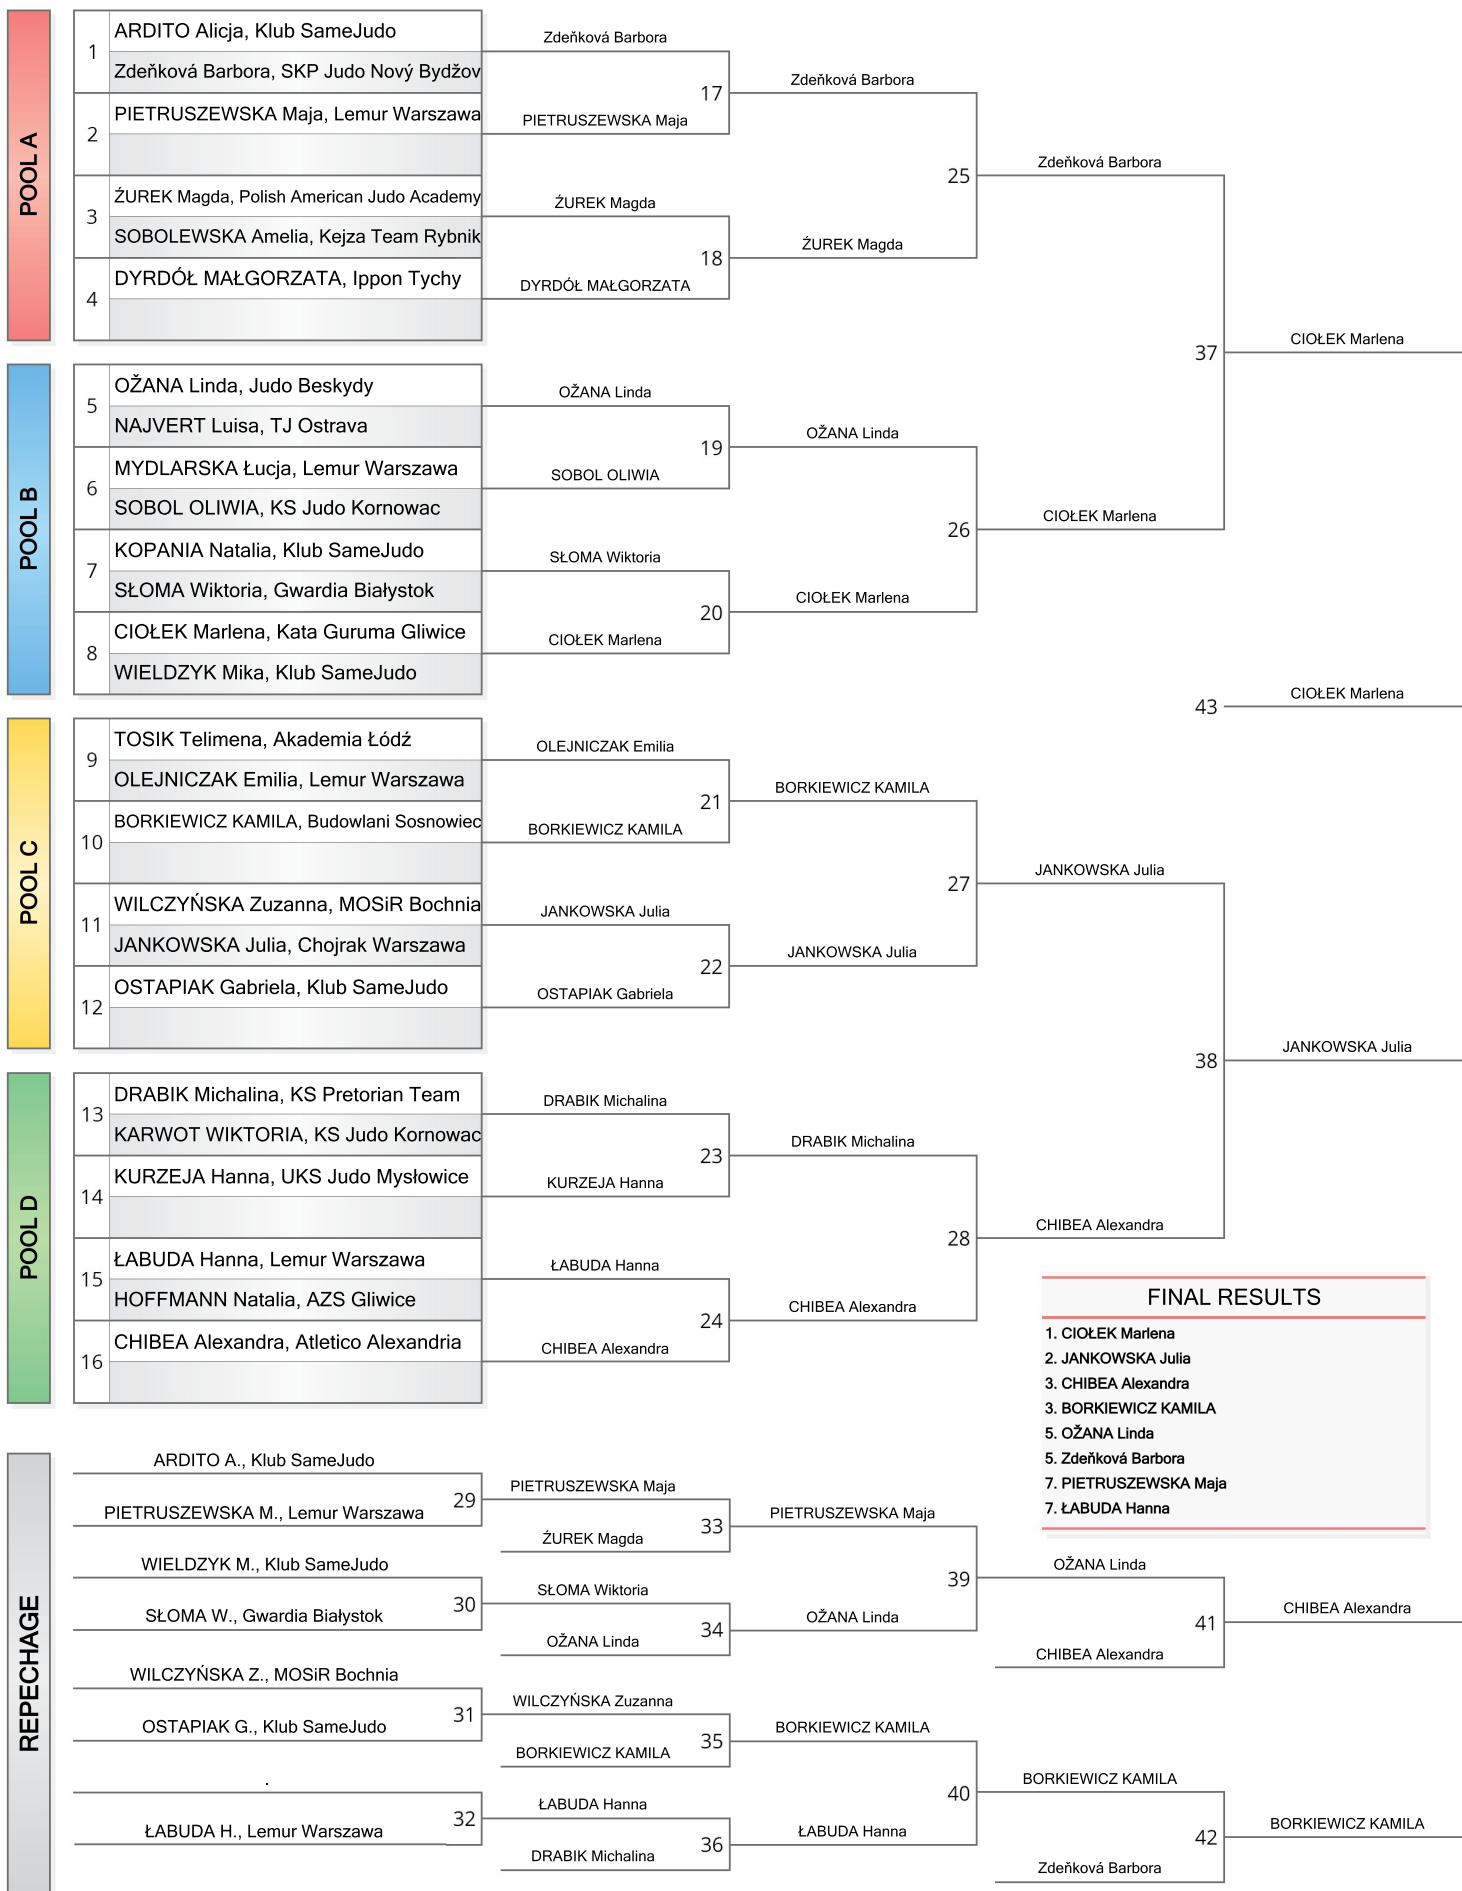 POOL A
1
ARDITO Alicja, Klub SameJudo
Zdeňková Barbora, SKP Judo Nový Bydžov
2
PIETRUSZEWSKA Maja, Lemur Warszawa
3
ŹUREK Magda, Polish American Judo Academy
SOBOLEWSKA Amelia, Kejza Team Rybnik
4
DYRDÓŁ MAŁGORZATA, Ippon Tychy
Zdeňková Barbora
17
PIETRUSZEWSKA Maja
ŹUREK Magda
18
DYRDÓŁ MAŁGORZATA
Zdeňková Barbora
25
ŹUREK Magda
Zdeňková Barbora
POOL B
5
OŽANA Linda, Judo Beskydy
NAJVERT Luisa, TJ Ostrava
6
MYDLARSKA Łucja, Lemur Warszawa
SOBOL OLIWIA, KS Judo Kornowac
7
KOPANIA Natalia, Klub SameJudo
SŁOMA Wiktoria, Gwardia Białystok
8
CIOŁEK Marlena, Kata Guruma Gliwice
WIELDZYK Mika, Klub SameJudo
OŽANA Linda
19
SOBOL OLIWIA
SŁOMA Wiktoria
20
CIOŁEK Marlena
OŽANA Linda
26
CIOŁEK Marlena
CIOŁEK Marlena
37
CIOŁEK Marlena
43
CIOŁEK Marlena
POOL C
9
TOSIK Telimena, Akademia Łódź
OLEJNICZAK Emilia, Lemur Warszawa
10
BORKIEWICZ KAMILA, Budowlani Sosnowiec
11
WILCZYŃSKA Zuzanna, MOSiR Bochnia
JANKOWSKA Julia, Chojrak Warszawa
12
OSTAPIAK Gabriela, Klub SameJudo
OLEJNICZAK Emilia
21
BORKIEWICZ KAMILA
JANKOWSKA Julia
22
OSTAPIAK Gabriela
BORKIEWICZ KAMILA
27
JANKOWSKA Julia
JANKOWSKA Julia
POOL D
13
DRABIK Michalina, KS Pretorian Team
KARWOT WIKTORIA, KS Judo Kornowac
14
KURZEJA Hanna, UKS Judo Mysłowice
15
ŁABUDA Hanna, Lemur Warszawa
HOFFMANN Natalia, AZS Gliwice
16
CHIBEA Alexandra, Atletico Alexandria
DRABIK Michalina
23
KURZEJA Hanna
ŁABUDA Hanna
24
CHIBEA Alexandra
DRABIK Michalina
28
CHIBEA Alexandra
CHIBEA Alexandra
38
JANKOWSKA Julia
FINAL RESULTS
1. CIOŁEK Marlena
2. JANKOWSKA Julia
3. CHIBEA Alexandra
3. BORKIEWICZ KAMILA
5. OŽANA Linda
5. Zdeňková Barbora
7. PIETRUSZEWSKA Maja
7. ŁABUDA Hanna
REPECHAGE
ARDITO A., Klub SameJudo
29
PIETRUSZEWSKA M., Lemur Warszawa
WIELDZYK M., Klub SameJudo
30
SŁOMA W., Gwardia Białystok
WILCZYŃSKA Z., MOSiR Bochnia
31
OSTAPIAK G., Klub SameJudo
.
32
ŁABUDA H., Lemur Warszawa
PIETRUSZEWSKA Maja
33
ŹUREK Magda
SŁOMA Wiktoria
34
OŽANA Linda
WILCZYŃSKA Zuzanna
35
BORKIEWICZ KAMILA
ŁABUDA Hanna
36
DRABIK Michalina
PIETRUSZEWSKA Maja
39
OŽANA Linda
BORKIEWICZ KAMILA
40
ŁABUDA Hanna
OŽANA Linda
41
CHIBEA Alexandra
BORKIEWICZ KAMILA
42
Zdeňková Barbora
CHIBEA Alexandra
BORKIEWICZ KAMILA